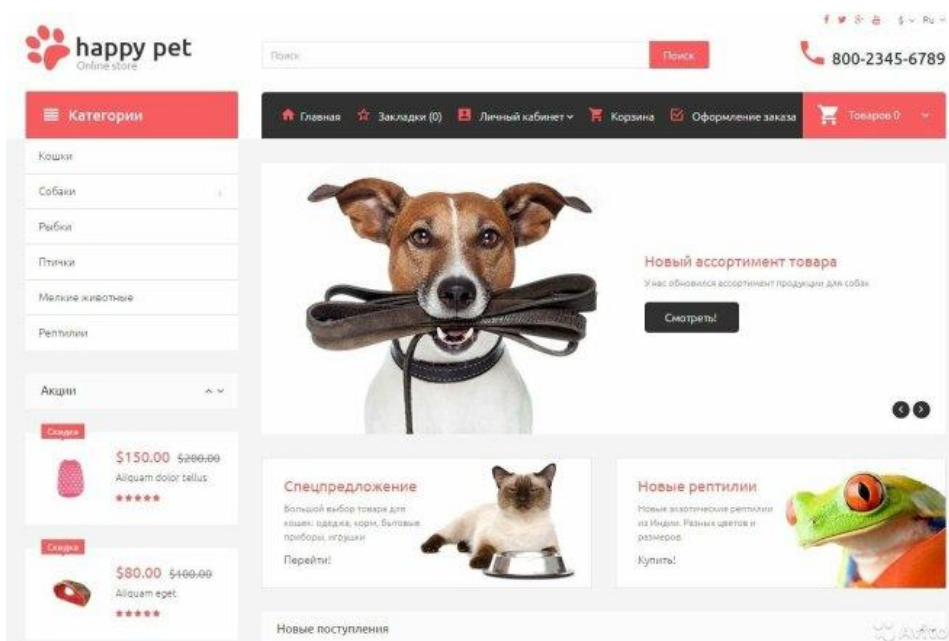 $ Ru
happy pet
Online store
Поиск
Поиск
800-2345-6789
Категории
Главная
Закладки (0)
Личный кабинет
Корзина
Оформление заказа
Товаров 0
Кошки
Собаки
Рыбки
Птички
Мелкие животные
Рептилии
Новый ассортимент товара
У нас обновился ассортимент продукции для собак
Смотреть!
Акции
Скидка
$150.00 $200.00
Aliquam dolor tellus
Скидка
$80.00 $100.00
Aliquam eget
Спецпредложение
Большой выбор товара для
кошек: одежда, корм, бытовые
приборы, игрушки
Перейти!
Новые рептилии
Новые экзотические рептилии
из Индии. Разных цветов и
размеров.
Купить!
Новые поступления
Avito